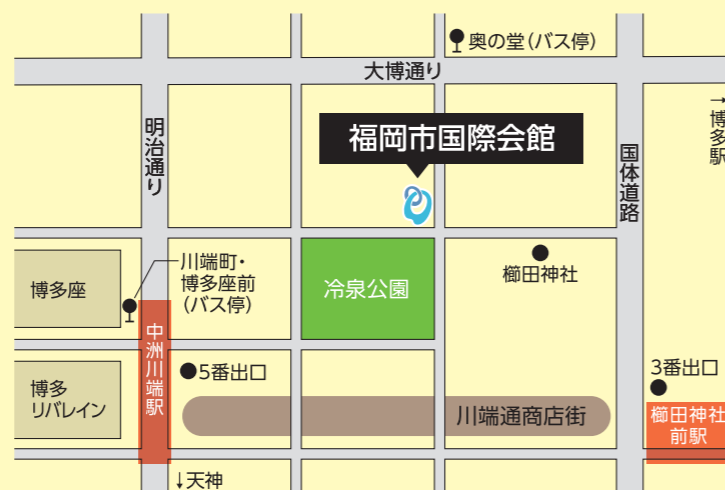 奥の堂（バス停）
大博通り
→博多駅
明治通り
福岡市国際会館
国体道路
川端町・
博多座前
（バス停）
博多座
冷泉公園
櫛田神社
中洲川端駅
5番出口
3番出口
博多
リバレイン
川端通商店街
櫛田神社
前駅
↓天神